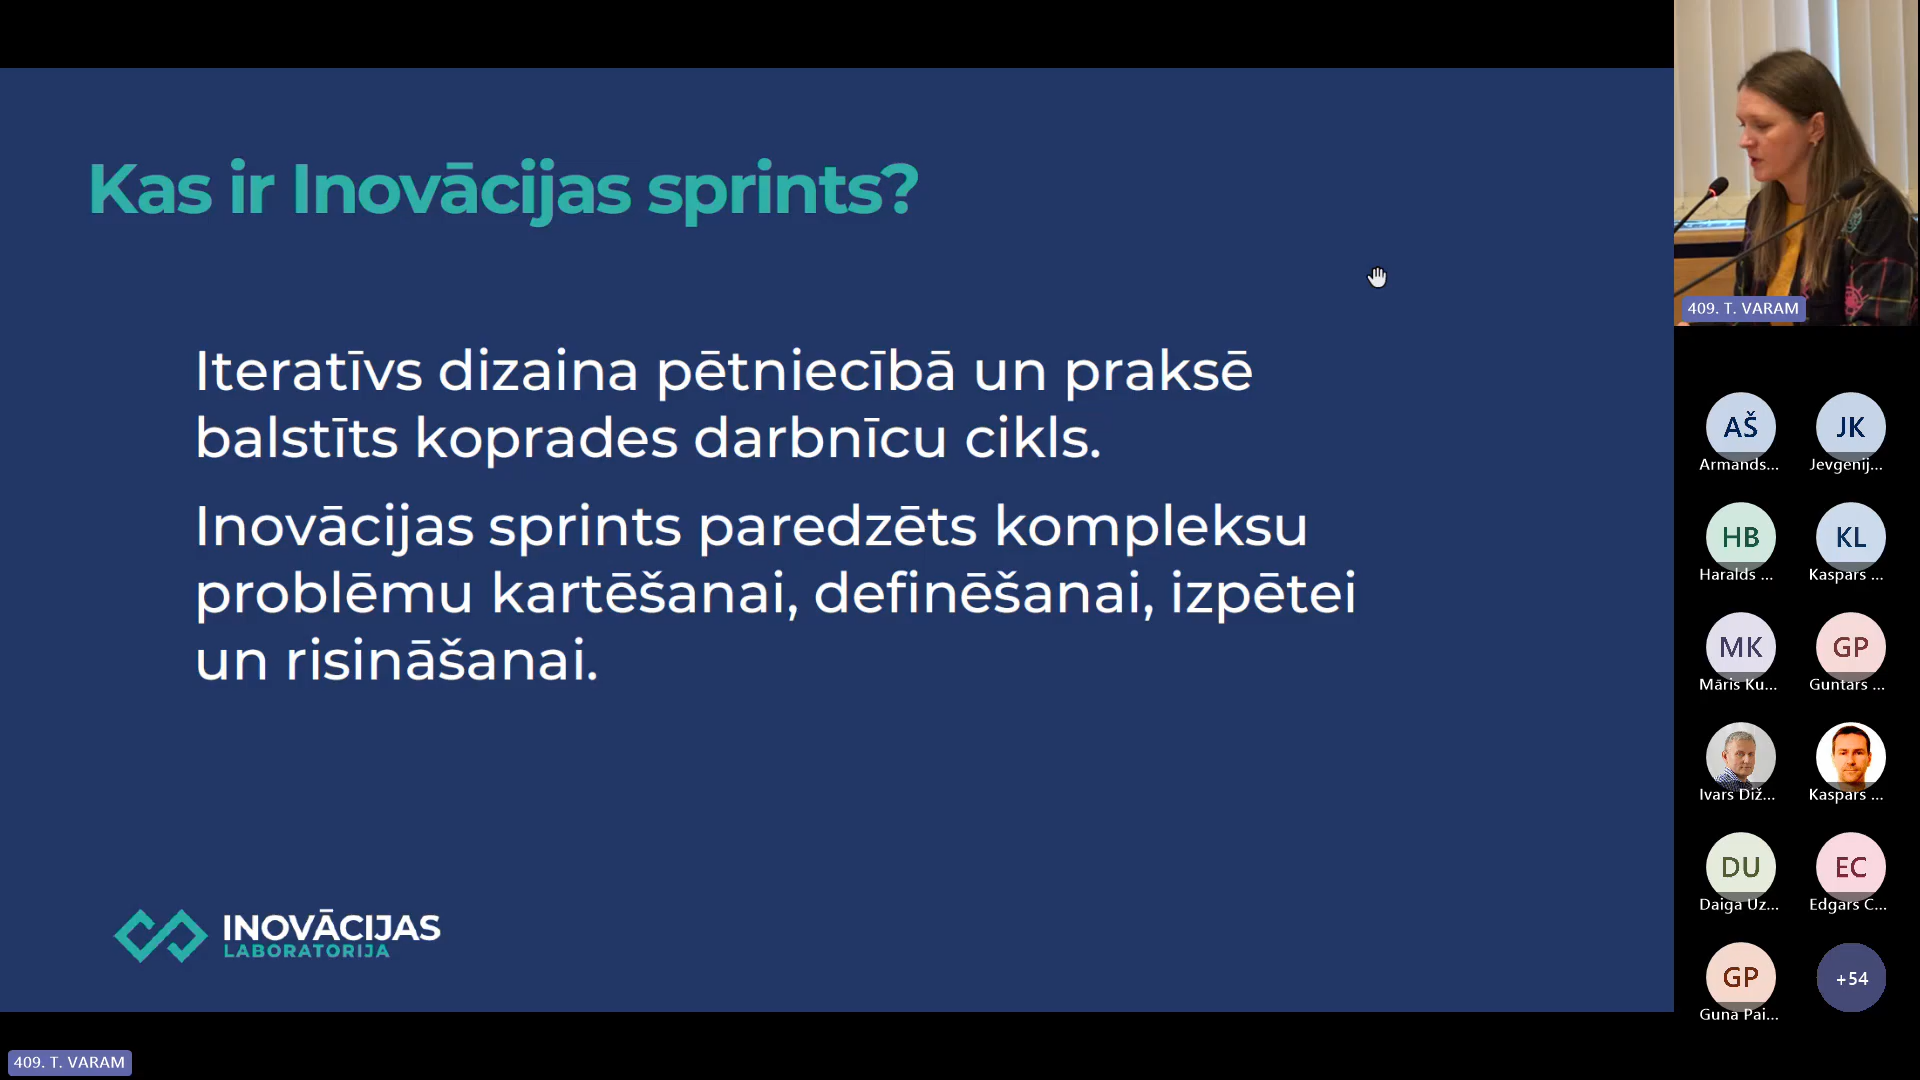 Kas ir Inovācijas sprints?
Iteratīvs dizaina pētniecībā un praksē
balstīts koprades darbnīcu cikls.
Inovācijas sprints paredzēts kompleksu
problēmu kartēšanai, definēšanai, izpētei
un risināšanai.
INOVĀCIJAS
LABORATORIJA
409. T. VARAM
409. T. VARAM
AŠ
Armands...
JK
Jevgenij...
HB
Haralds ...
KL
Kaspars ...
MK
Māris Ku...
GP
Guntars ...
Ivars Diž...
Kaspars ...
DU
Daiga Uz...
EC
Edgars C...
GP
Guna Pai...
+54